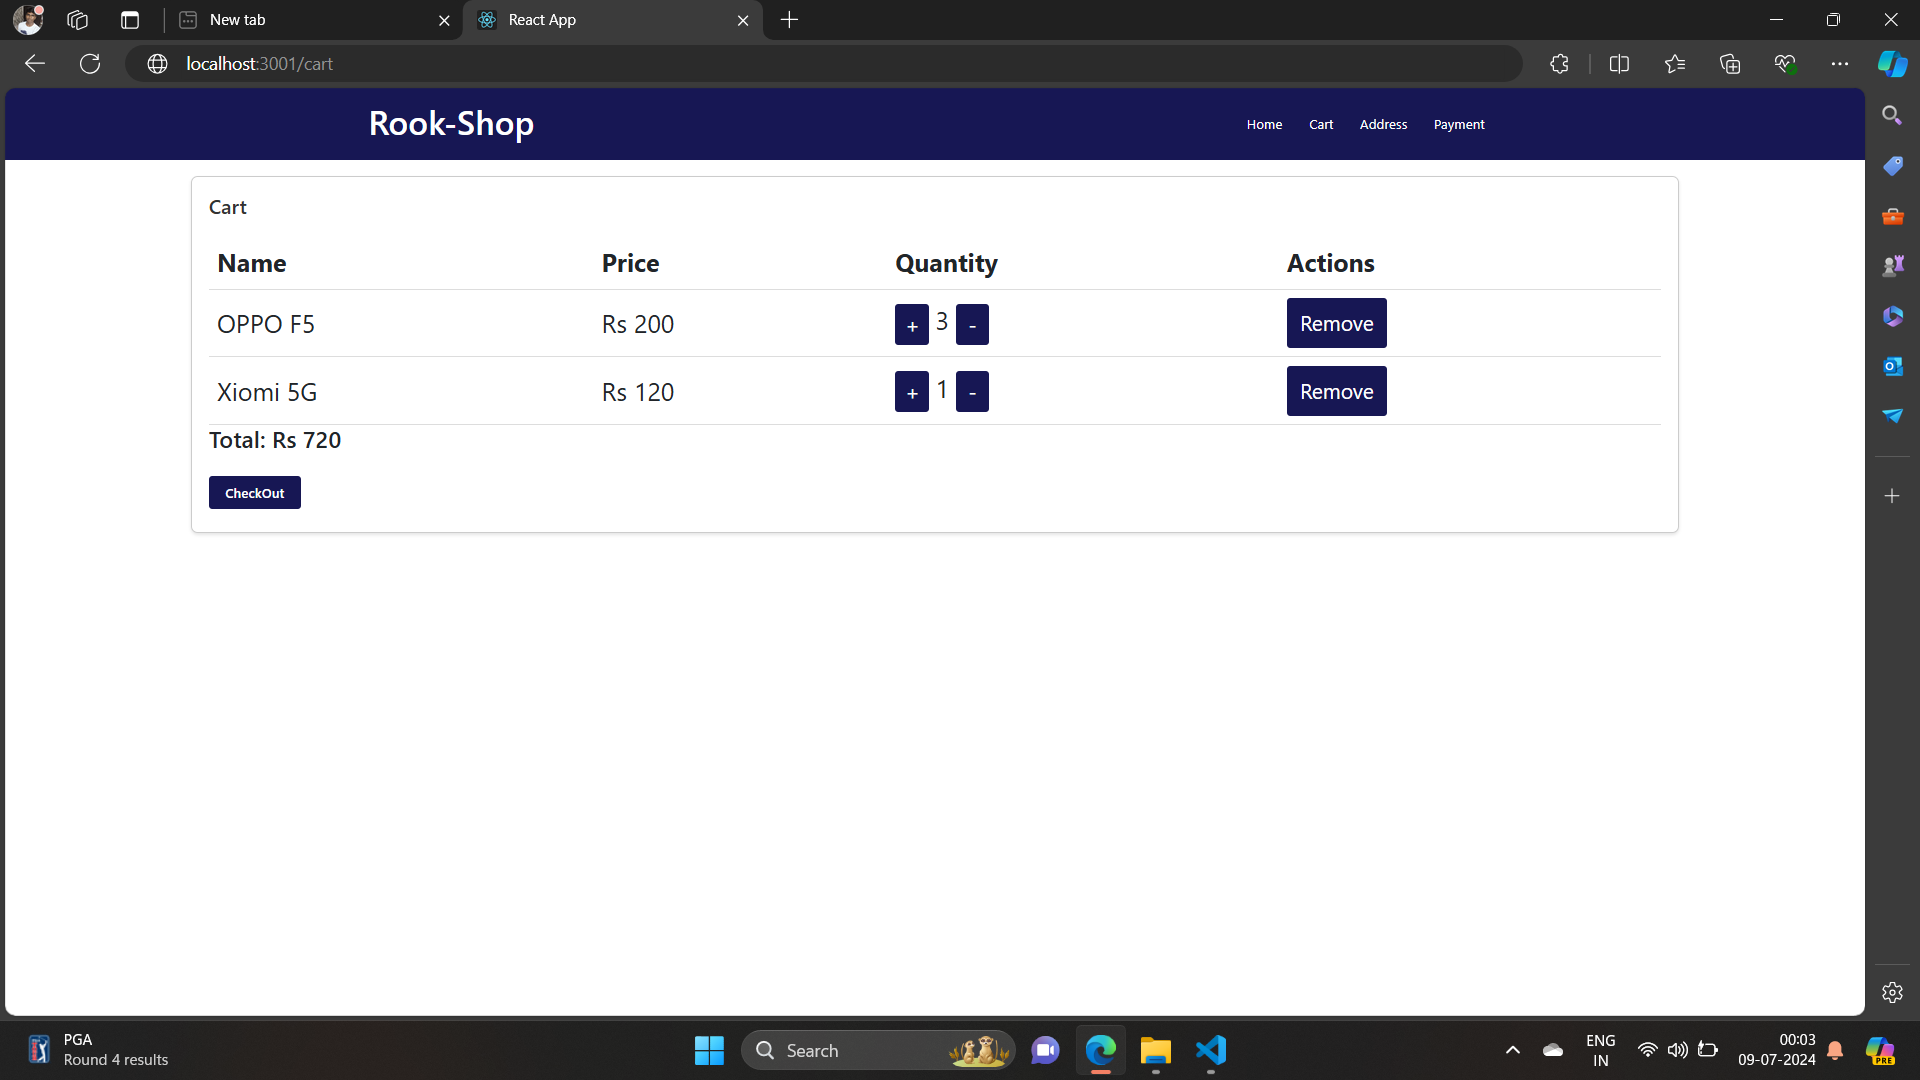 New tab
React App
localhost:3001/cart
Rook-Shop
Home Cart Address Payment
Cart
Name Price Quantity Actions
OPPO F5 Rs 200 + 3 - Remove
Xiomi 5G Rs 120 + 1 - Remove
Total: Rs 720
CheckOut
PGA
Round 4 results
Search
ENG
IN
00:03
09-07-2024
PRE